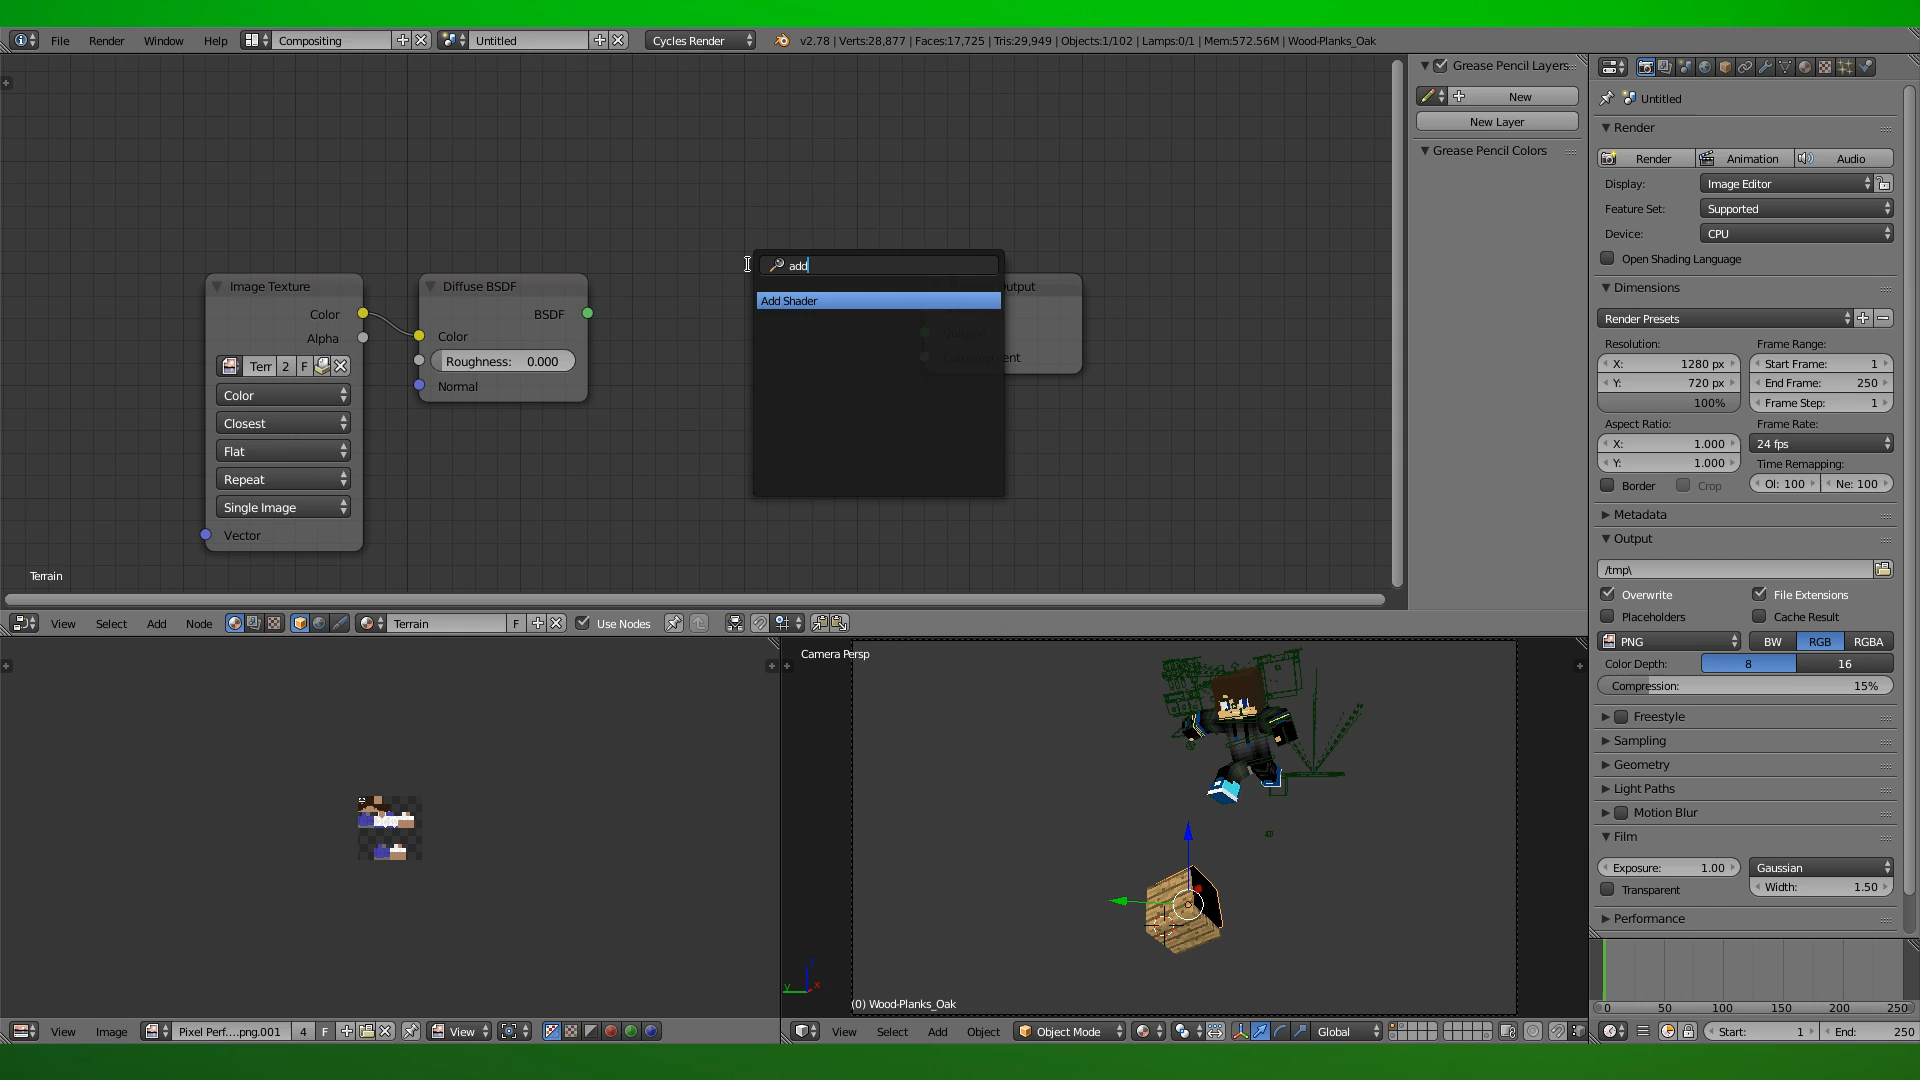 File Render Window Help Compositing Untitled Cycles Render v2.78 | Verts:28,877 | Faces:17,725 | Tris:29,949 | Objects:1/102 | Lamps:0/1 | Mem:572.56M | Wood-Planks_Oak
Grease Pencil Layers
New
New Layer
Grease Pencil Colors
Image Texture
Color
Alpha
Terr 2 F
Color
Closest
Flat
Repeat
Single Image
Vector
Diffuse BSDF
BSDF
Color
Roughness: 0.000
Normal
add
Add Shader
Output
Volume
Terrain
View Select Add Node Terrain F Use Nodes
Untitled
Render
Render Animation Audio
Display: Image Editor
Feature Set: Supported
Device: CPU
Open Shading Language
Dimensions
Render Presets
Resolution: Frame Range:
X: 1280 px Start Frame: 1
Y: 720 px End Frame: 250
100% Frame Step: 1
Aspect Ratio: Frame Rate:
X: 1.000 24 fps
Y: 1.000 Time Remapping:
Border Crop Ol: 100 Ne: 100
Metadata
Output
/tmp\
Overwrite File Extensions
Placeholders Cache Result
PNG BW RGB RGBA
Color Depth: 8 16
Compression: 15%
Freestyle
Sampling
Geometry
Light Paths
Motion Blur
Film
Exposure: 1.00 Gaussian
Transparent Width: 1.50
Performance
0 50 100 150 200 250
Start: 1 End: 250
Camera Persp
y x
(0) Wood-Planks_Oak
View Image Pixel Perf....png.001 4 F View
View Select Add Object Object Mode Global